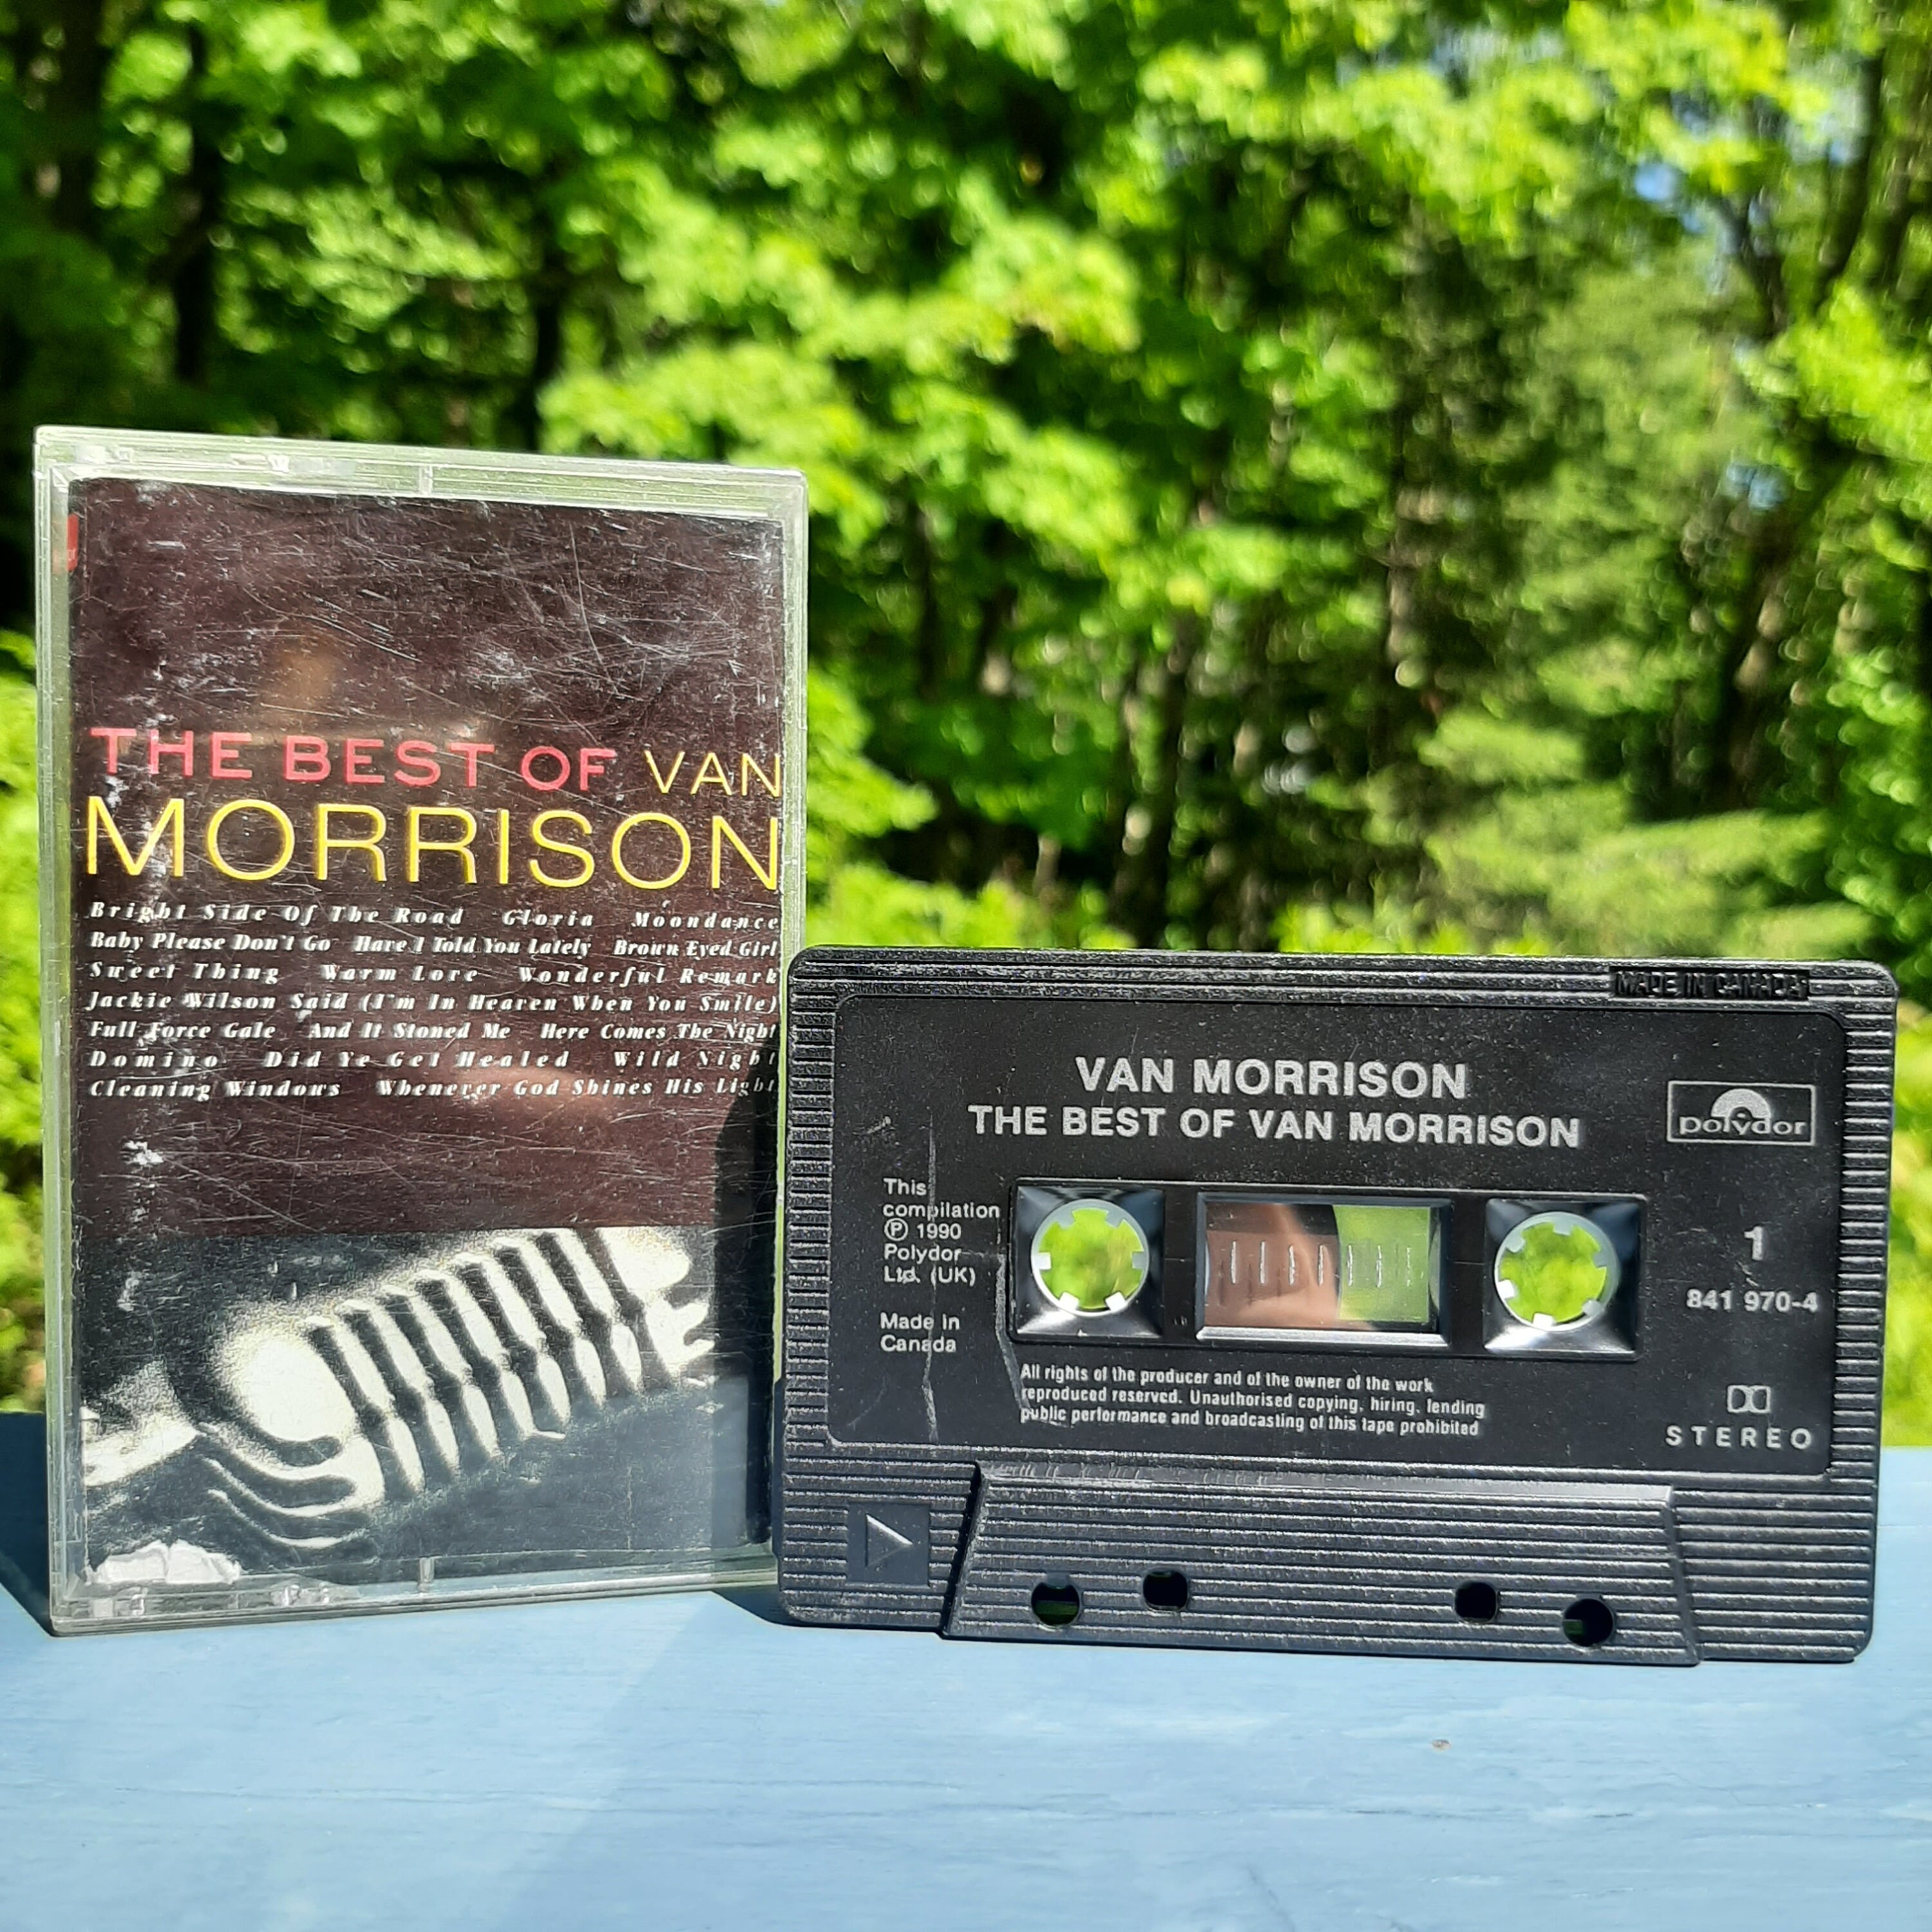 THE BEST OF VAN
MORRISON
Bright Side Of The Road Gloria Moondance
Baby Please Don't Go Have I Told You Lately Brown Eyed Girl
Sweet Thing Warm Love Wonderful Remark
Jackie Wilson Said (I'm In Heaven When You Smile)
Full Force Gale And It Stoned Me Here Comes The Night
Domino Did Ye Get Healed Wild Night
Cleaning Windows Whenever God Shines His Light
MADE IN CANADA
VAN MORRISON
THE BEST OF VAN MORRISON
polydor
This
compilation
℗ 1990
Polydor
Ltd. (UK)
Made in
Canada
1
841 970-4
All rights of the producer and of the owner of the work
reproduced reserved. Unauthorised copying, hiring, lending
public performance and broadcasting of this tape prohibited
STEREO